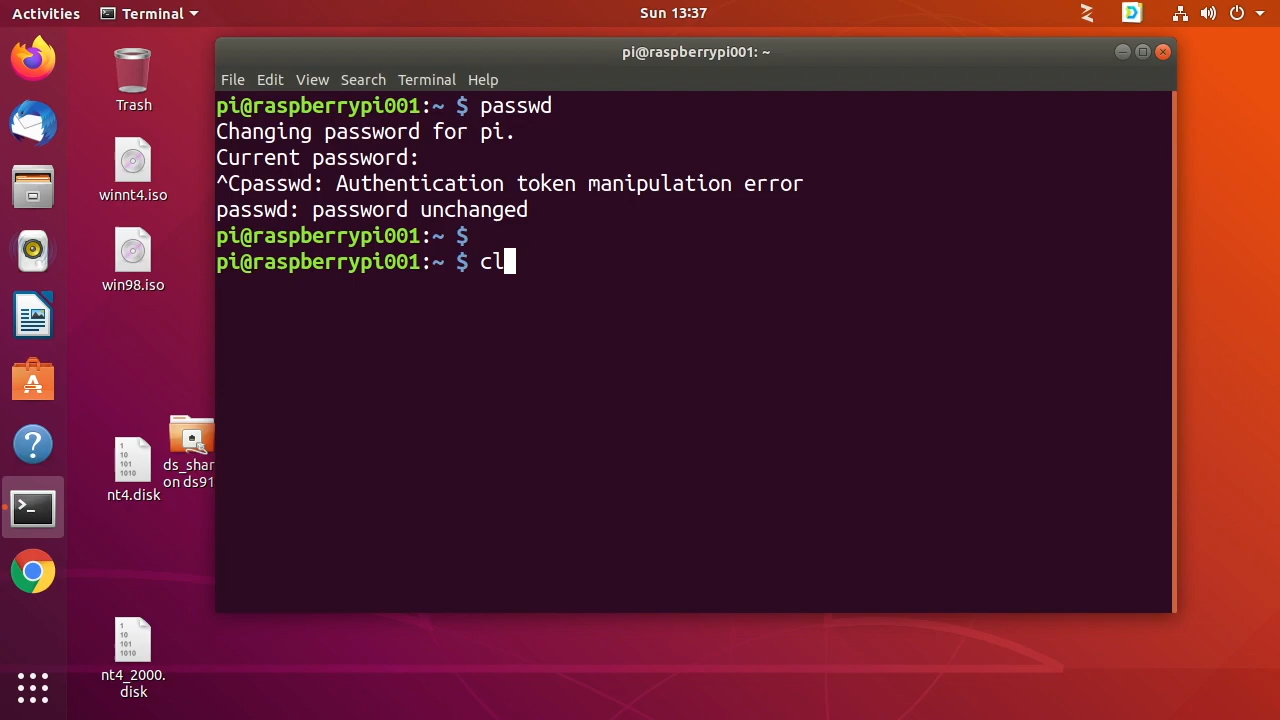 Activities
Terminal
Sun 13:37
Trash
winnt4.iso
win98.iso
ds_shar
on ds91
nt4.disk
nt4_2000.
disk
pi@raspberrypi001: ~
File Edit View Search Terminal Help
pi@raspberrypi001:~ $ passwd
Changing password for pi.
Current password:
^Cpasswd: Authentication token manipulation error
passwd: password unchanged
pi@raspberrypi001:~ $
pi@raspberrypi001:~ $ cl